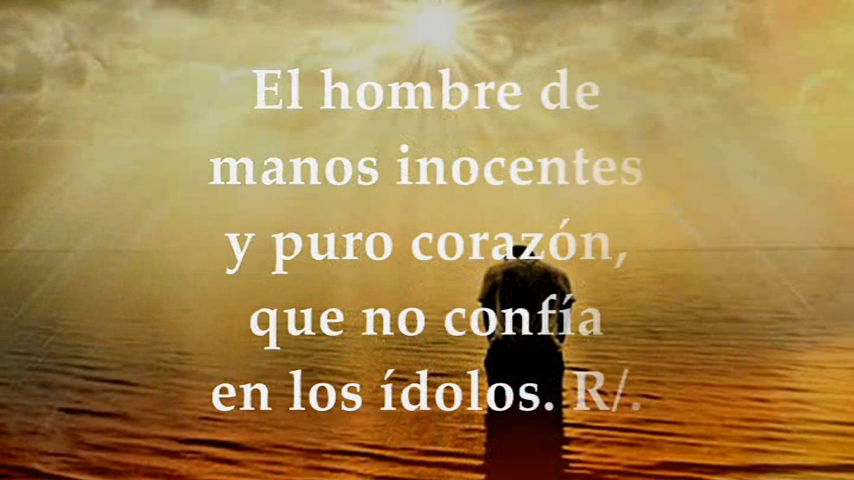 El hombre de
manos inocentes
y puro corazón,
que no confía
en los ídolos. R/.